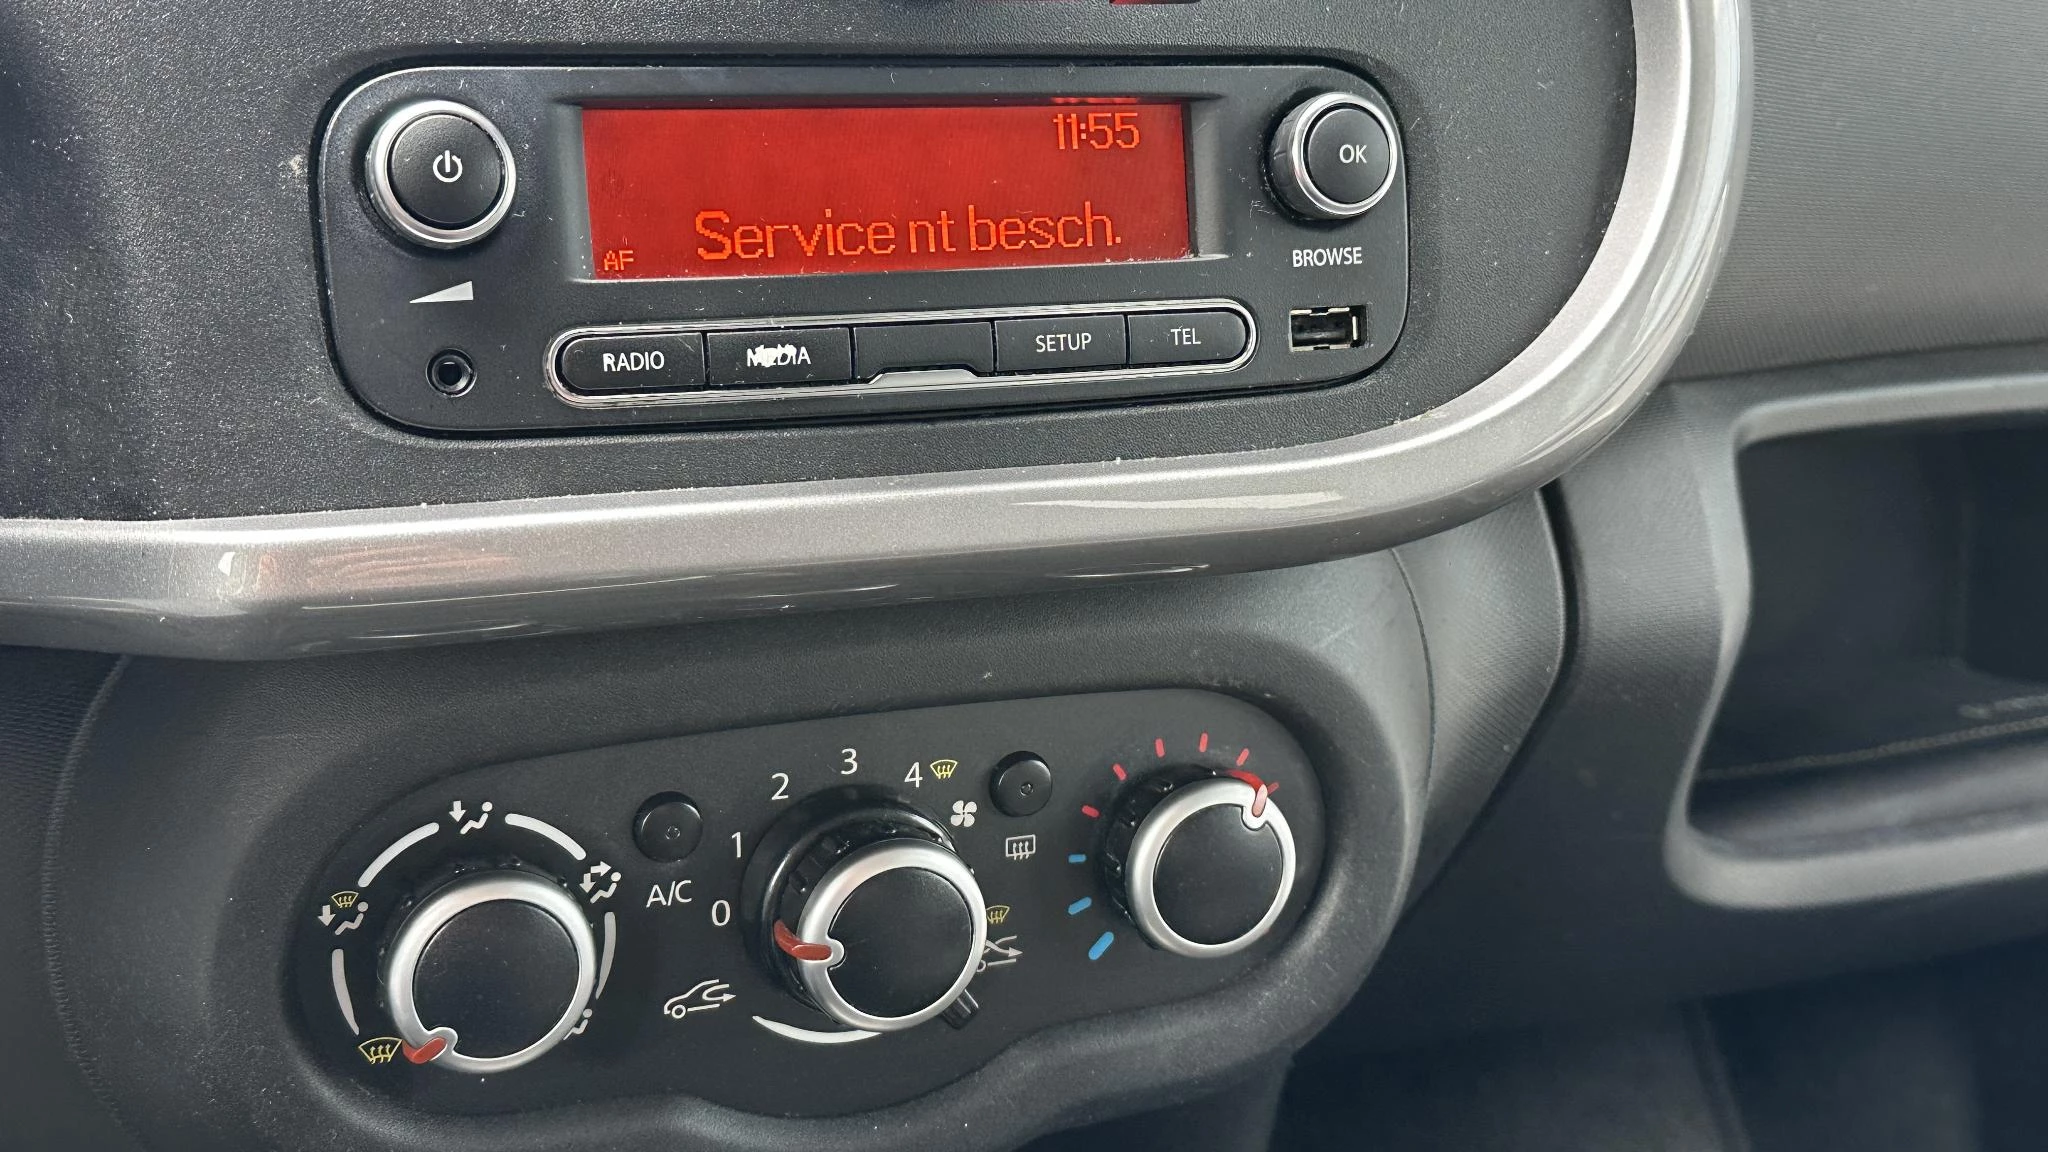 11:55
Service nt besch.
AF
OK
BROWSE
RADIO
MEDIA
SETUP
TEL
0
1
2
3
4
A/C